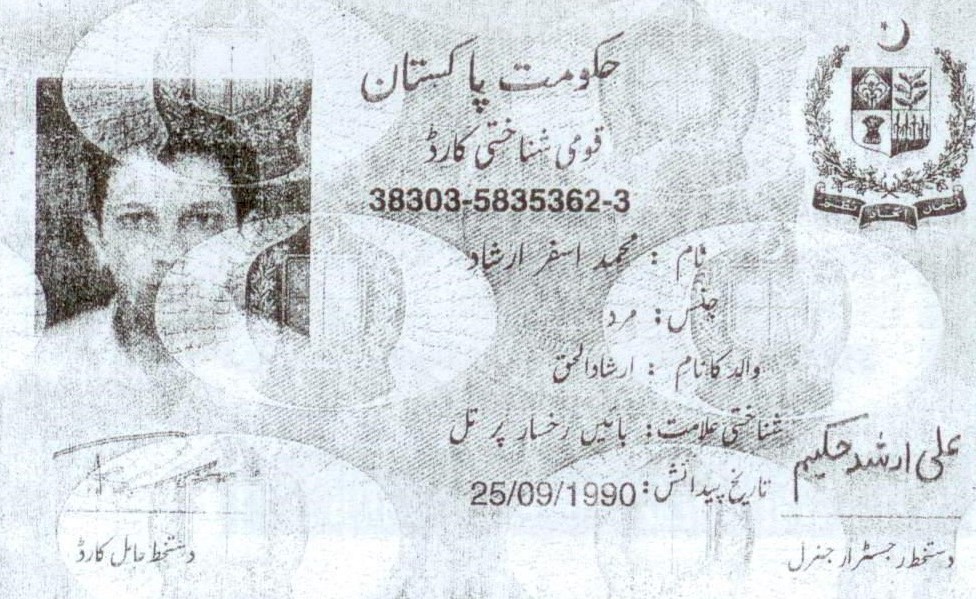 حکومت پاکستان
قومی شناختی کارڈ
38303-5835362-3
نام : محمد اسفر ارشاد
جنس : مرد
والد کا نام : ارشادالحق
شناختی علامت : بائیں رخسار پر تل
تاریخ پیدائش : 25/09/1990
علی ارشد حکیم
دستخط حامل کارڈ
دستخط رجسٹرار جنرل